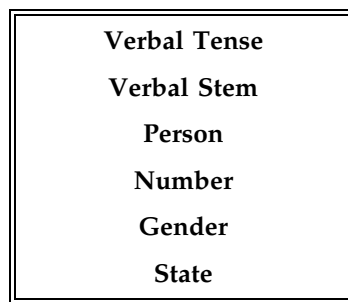 Verbal Tense
Verbal Stem
Person
Number
Gender
State